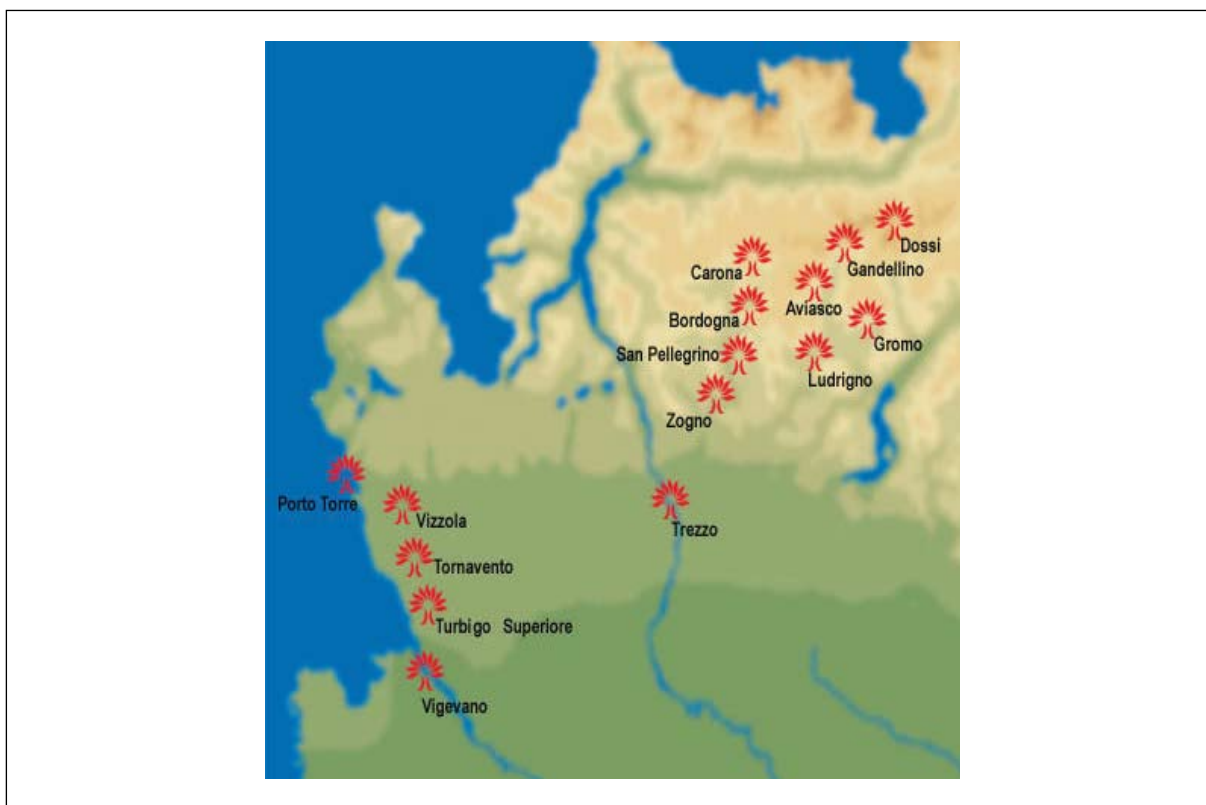 Dossi
Carona
Gandellino
Aviasco
Bordogna
Gromo
San Pellegrino
Ludrigno
Zogno
Porto Torre
Vizzola
Trezzo
Tornavento
Turbigo Superiore
Vigevano